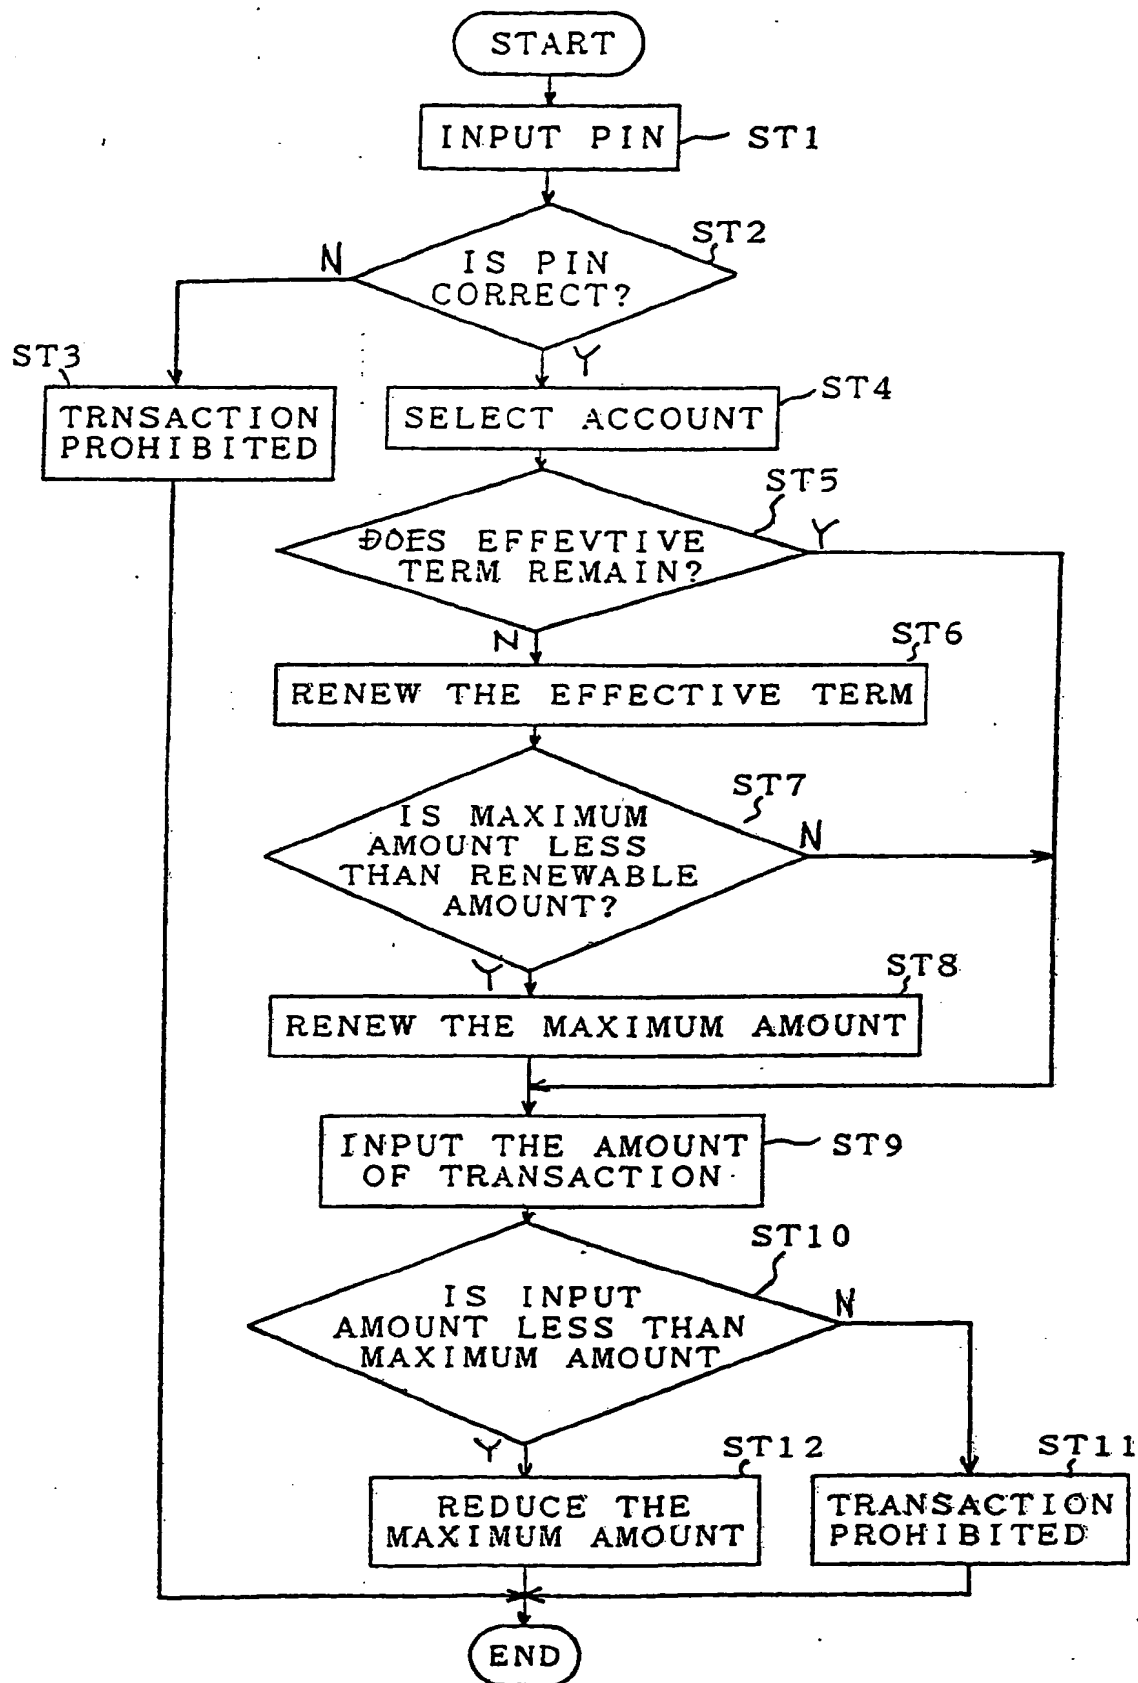 START
INPUT PIN
ST1
ST2
N
IS PIN
CORRECT?
Y
ST3
TRNSACTION
PROHIBITED
ST4
SELECT ACCOUNT
ST5
DOES EFFEVTIVE
TERM REMAIN?
Y
N
ST6
RENEW THE EFFECTIVE TERM
ST7
IS MAXIMUM
AMOUNT LESS
THAN RENEWABLE
AMOUNT?
N
Y
ST8
RENEW THE MAXIMUM AMOUNT
INPUT THE AMOUNT
OF TRANSACTION
ST9
ST10
IS INPUT
AMOUNT LESS THAN
MAXIMUM AMOUNT
N
Y
ST12
REDUCE THE
MAXIMUM AMOUNT
ST11
TRANSACTION
PROHIBITED
END